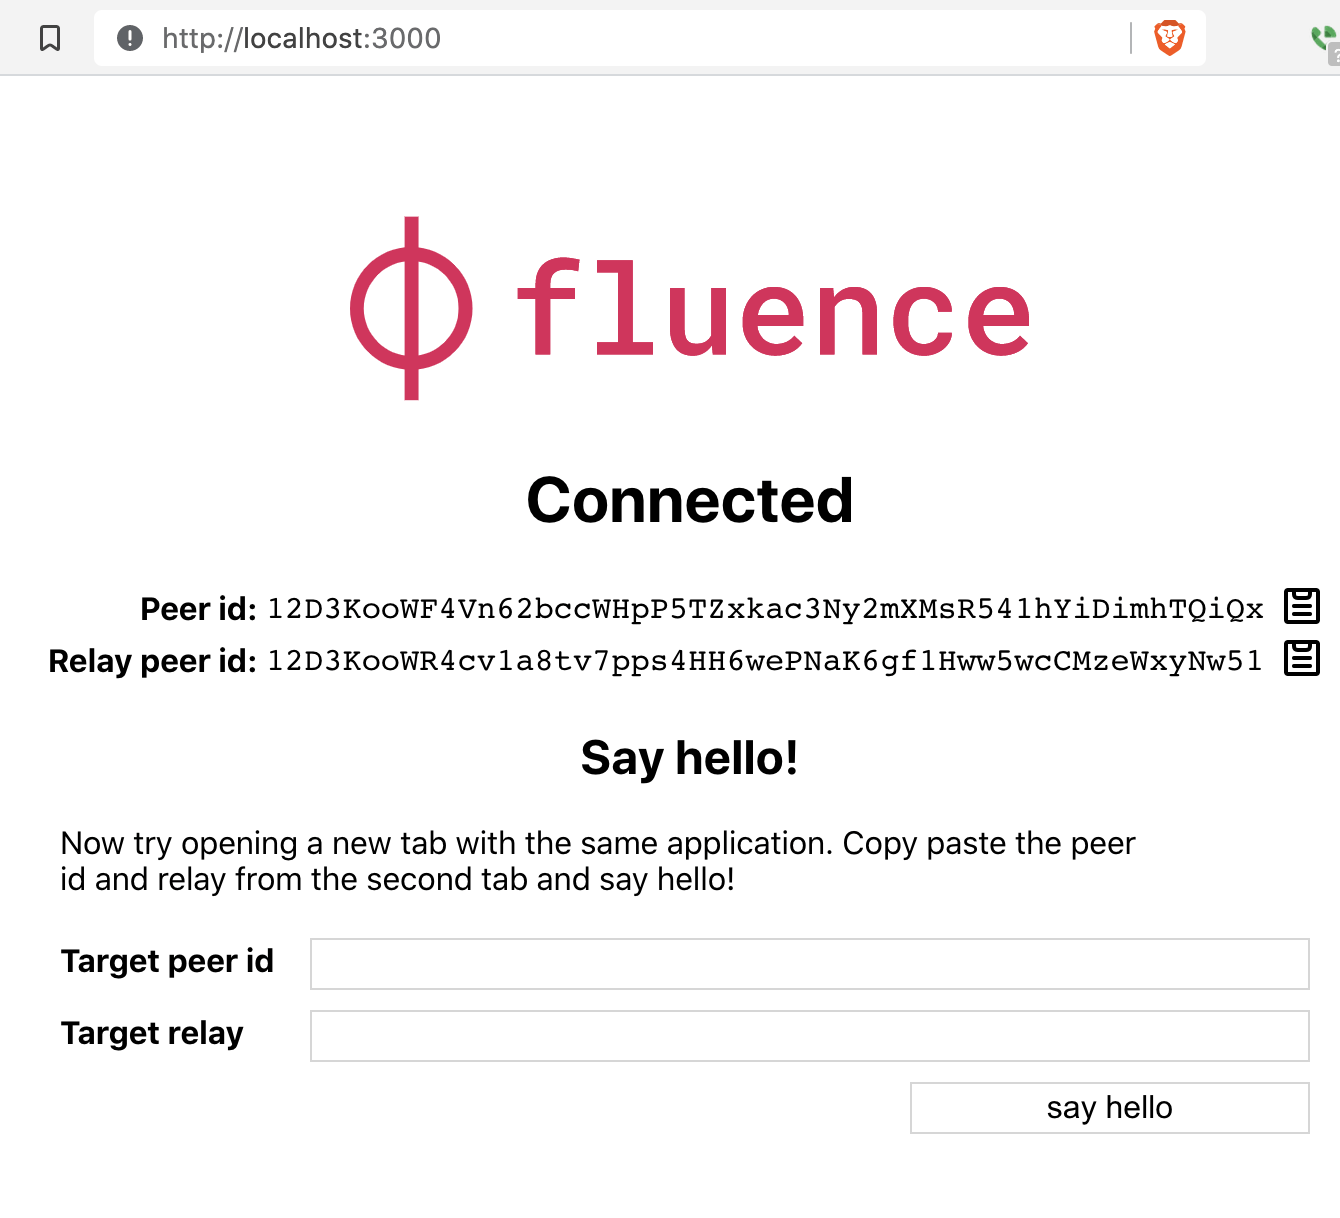 http://localhost:3000
fluence
Connected
Peer id: 12D3KooWF4Vn62bccWHpP5TZxkac3Ny2mXMsR541hYiDimhTQiQx
Relay peer id: 12D3KooWR4cv1a8tv7pps4HH6wePNaK6gf1Hww5wcCMzeWxyNw51
Say hello!
Now try opening a new tab with the same application. Copy paste the peer
id and relay from the second tab and say hello!
Target peer id
Target relay
say hello